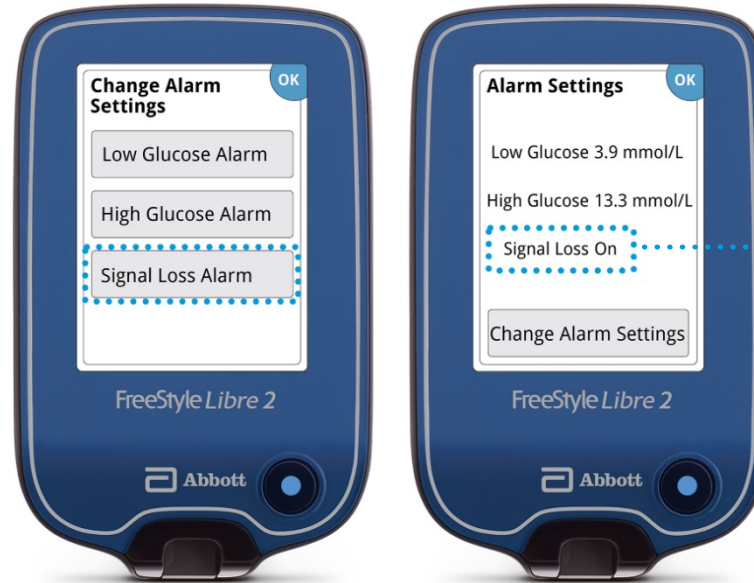 Change Alarm
Settings
OK
Low Glucose Alarm
High Glucose Alarm
Signal Loss Alarm
FreeStyle Libre 2
Abbott
Alarm Settings
OK
Low Glucose 3.9 mmol/L
High Glucose 13.3 mmol/L
Signal Loss On
Change Alarm Settings
FreeStyle Libre 2
Abbott